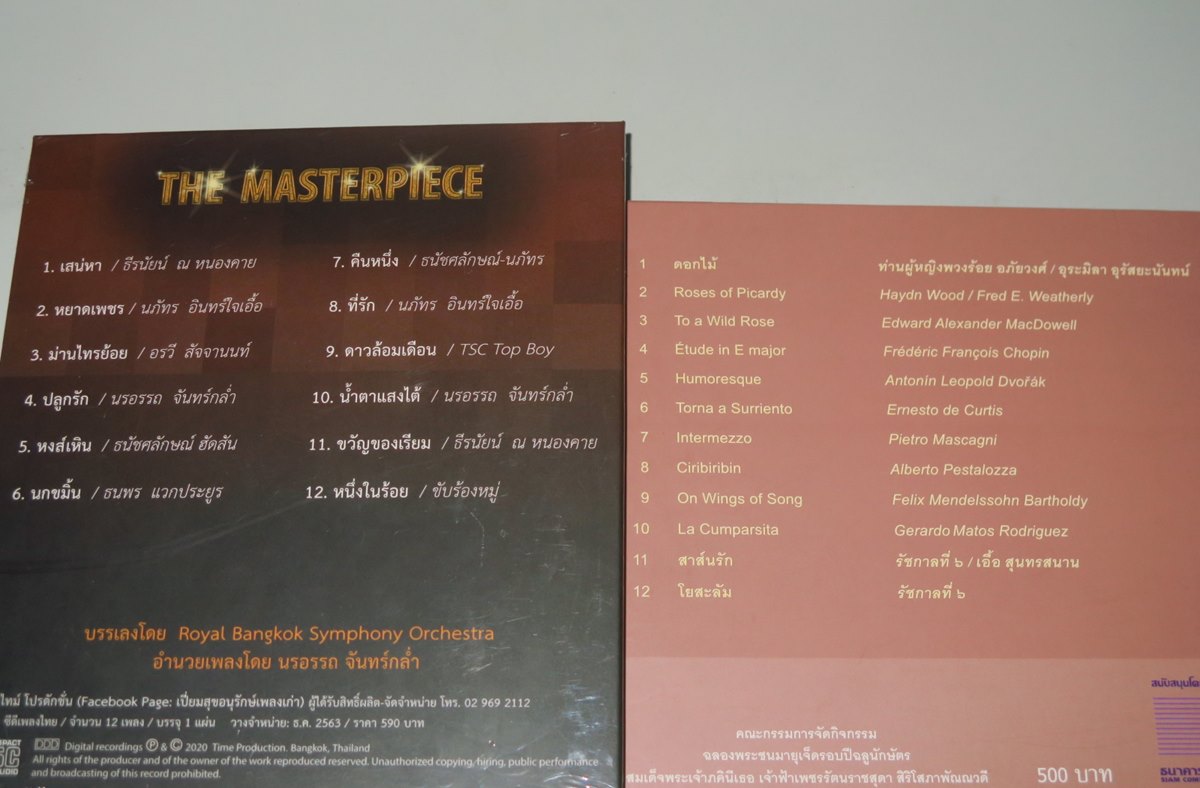 THE MASTERPIECE
1. เสน่หา / ธีรนัยน์ ณ หนองคาย
2. หยาดเพชร / นภัทร อินทร์ใจเอื้อ
3. ม่านไทรย้อย / อรวี สัจจานนท์
4. ปลูกรัก / นรอรรถ จันทร์กล่ำ
5. หงส์เหิน / ธนัชศลักษณ์ ฮัดสัน
6. นกขมิ้น / ธนพร แวกประยูร
7. คืนหนึ่ง / ธนัชศลักษณ์-นภัทร
8. ที่รัก / นภัทร อินทร์ใจเอื้อ
9. ดาวล้อมเดือน / TSC Top Boy
10. น้ำตาแสงไต้ / นรอรรถ จันทร์กล่ำ
11. ขวัญของเรียม / ธีรนัยน์ ณ หนองคาย
12. หนึ่งในร้อย / ขับร้องหมู่
บรรเลงโดย Royal Bangkok Symphony Orchestra
อำนวยเพลงโดย นรอรรถ จันทร์กล่ำ
ไทม์ โปรดักชั่น (Facebook Page: เปี่ยมสุขอนุรักษ์เพลงเก่า) ผู้ได้รับสิทธิ์ผลิต-จัดจำหน่าย โทร. 02 969 2112
ซีดีเพลงไทย / จำนวน 12 เพลง / บรรจุ 1 แผ่น วางจำหน่าย: ธ.ค. 2563 / ราคา 590 บาท
DDD Digital recordings Ⓟ & © 2020 Time Production. Bangkok, Thailand
All rights of the producer and of the owner of the work reproduced reserved. Unauthorized copying, hiring, public performance
and broadcasting of this record prohibited.
1 ดอกไม้ ท่านผู้หญิงพวงร้อย อภัยวงศ์ / อุระมิลา อุรัสยะนันทน์
2 Roses of Picardy Haydn Wood / Fred E. Weatherly
3 To a Wild Rose Edward Alexander MacDowell
4 Étude in E major Frédéric François Chopin
5 Humoresque Antonín Leopold Dvořák
6 Torna a Surriento Ernesto de Curtis
7 Intermezzo Pietro Mascagni
8 Ciribiribin Alberto Pestalozza
9 On Wings of Song Felix Mendelssohn Bartholdy
10 La Cumparsita Gerardo Matos Rodriguez
11 สาส์นรัก รัชกาลที่ ๖ / เอื้อ สุนทรสนาน
12 โยสะลัม รัชกาลที่ ๖
สนับสนุนโดย
คณะกรรมการจัดกิจกรรม
ฉลองพระชนมายุเจ็ดรอบปีฉลูนักษัตร
สมเด็จพระเจ้าภคินีเธอ เจ้าฟ้าเพชรรัตนราชสุดา สิริโสภาพัณณวดี
500 บาท
ธนาคาร
SIAM COM